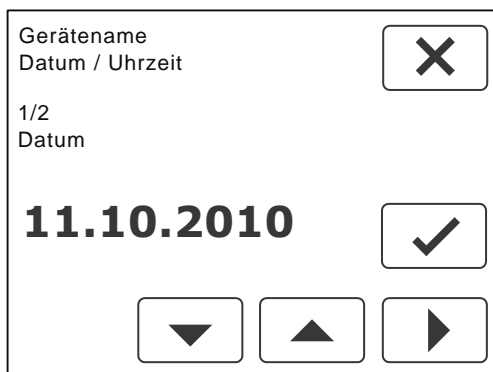 Gerätename
Datum / Uhrzeit
1/2
Datum
11.10.2010